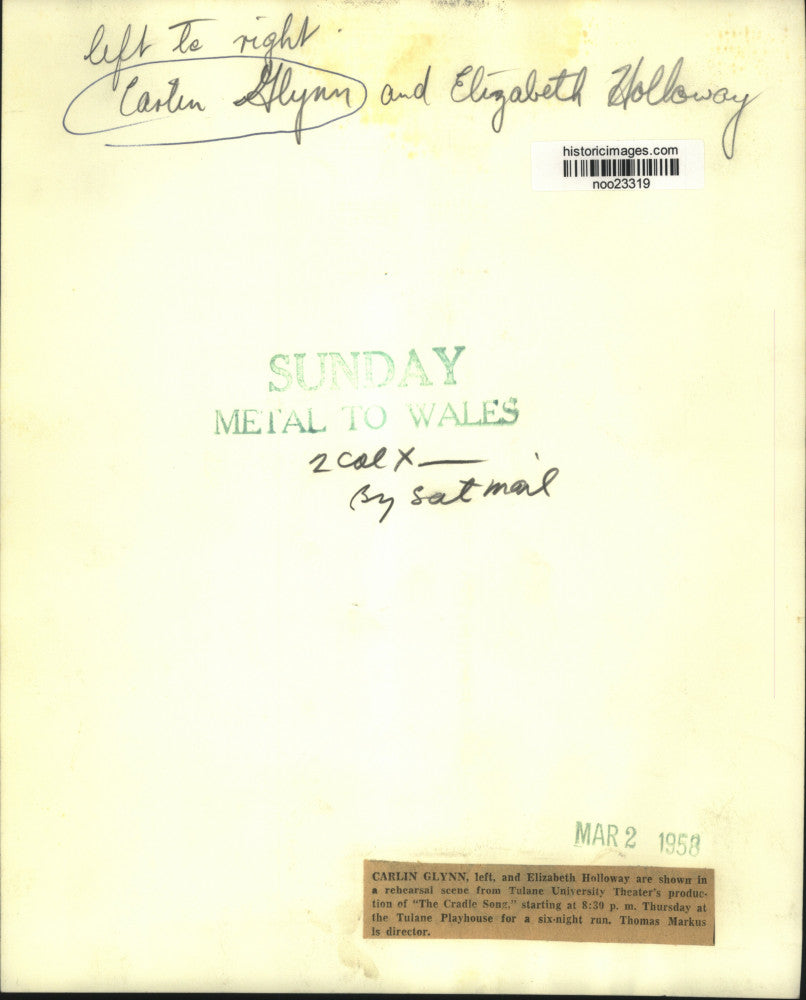 left to right.
Carlin Glynn and Elizabeth Holloway
historicimages.com
noo23319
SUNDAY
METAL TO WALES
2 col X —
By Sat mail
MAR 2 1958
CARLIN GLYNN, left, and Elizabeth Holloway are shown in
a rehearsal scene from Tulane University Theater's produc-
tion of "The Cradle Song," starting at 8:30 p. m. Thursday at
the Tulane Playhouse for a six-night run. Thomas Markus
is director.